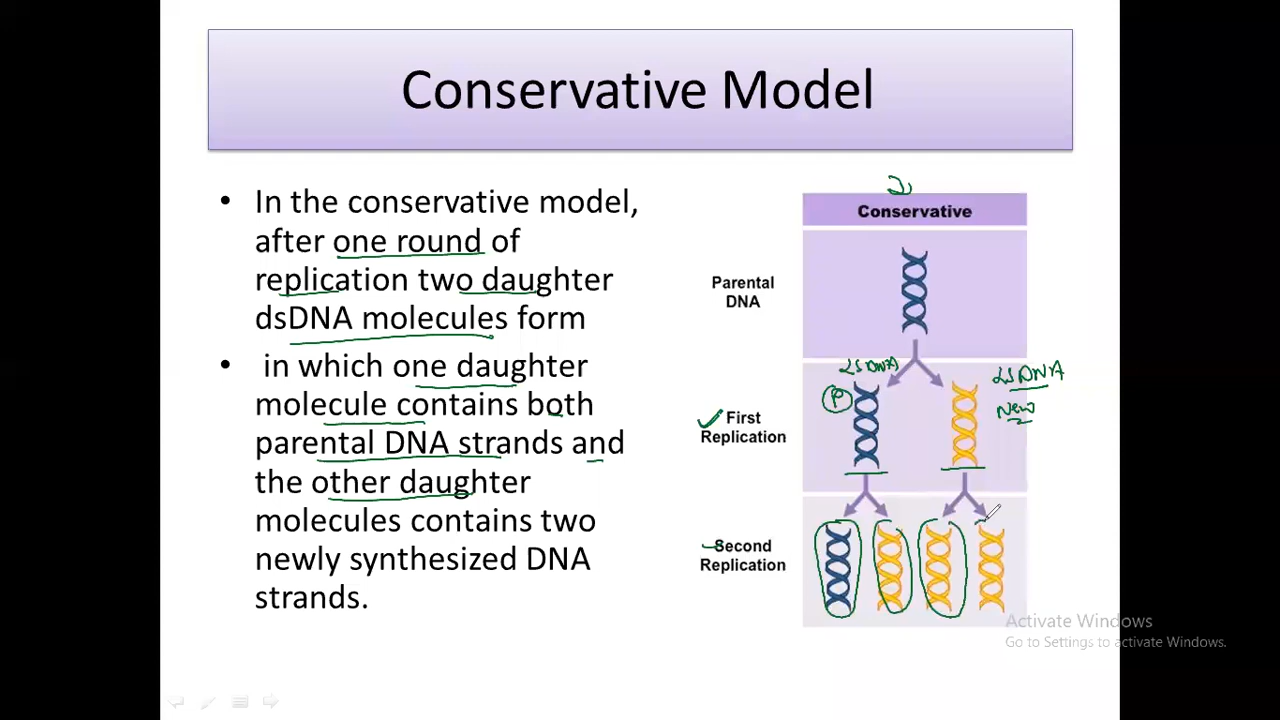 Conservative Model
• In the conservative model,
after one round of
replication two daughter
dsDNA molecules form
• in which one daughter
molecule contains both
parental DNA strands and
the other daughter
molecules contains two
newly synthesized DNA
strands.
Conservative
Parental
DNA
dsDNA
dsDNA
P
New
First
Replication
Second
Replication
Activate Windows
Go to Settings to activate Windows.